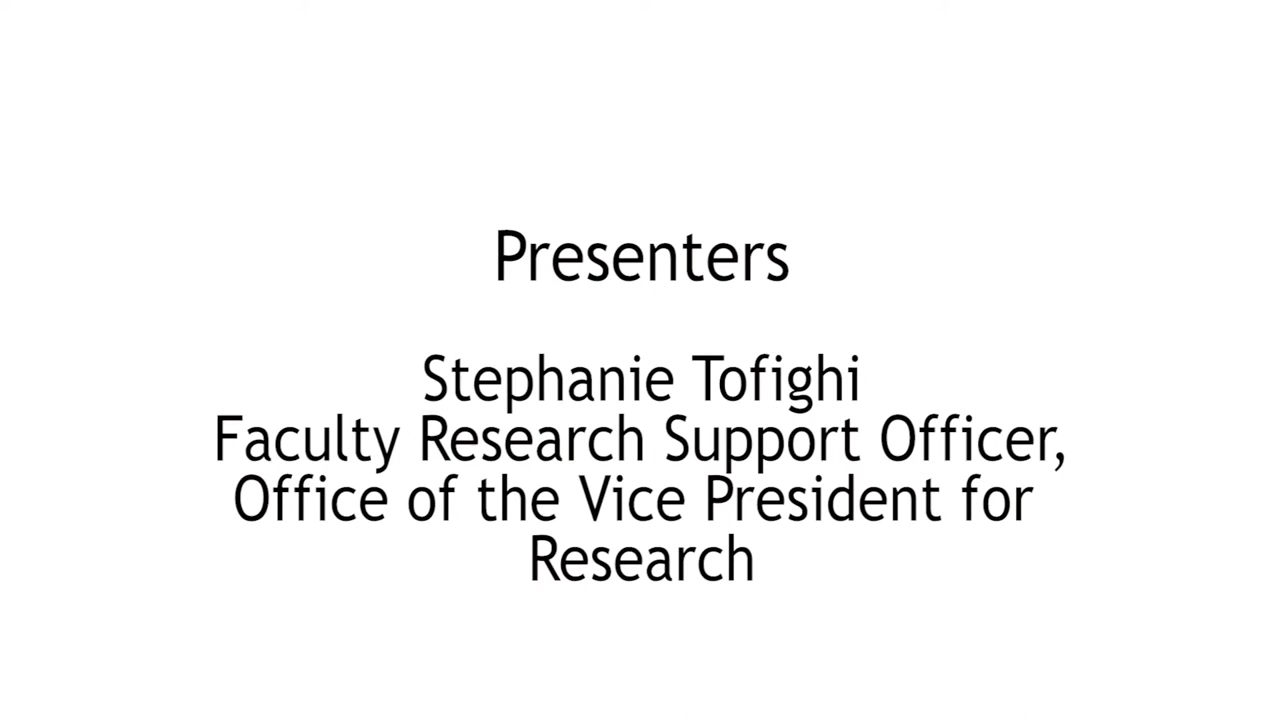 Presenters
Stephanie Tofighi
Faculty Research Support Officer,
Office of the Vice President for
Research